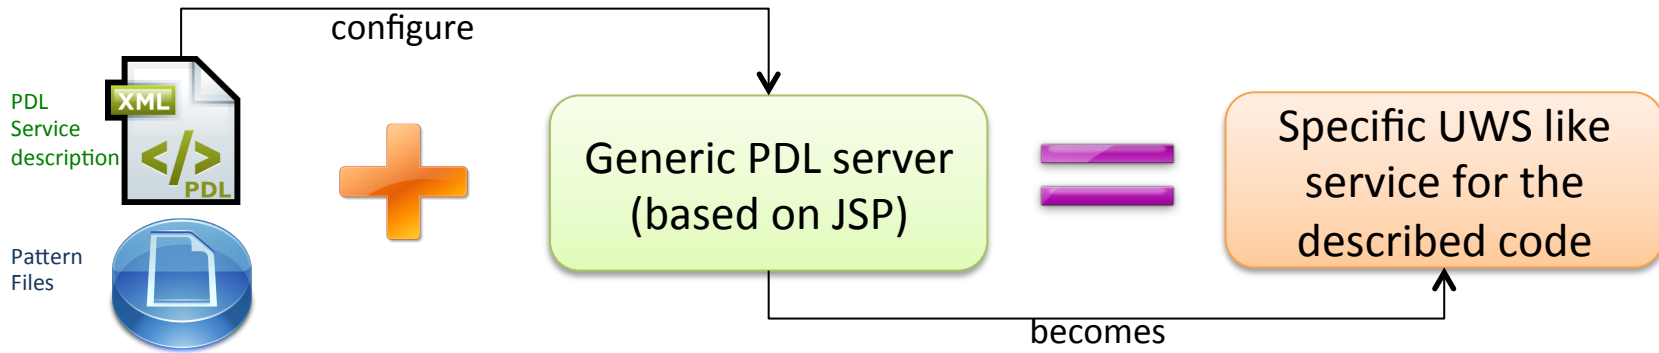 configure
PDL
Service
description
XML
</>
PDL
Pattern
Files
Generic PDL server
(based on JSP)
Specific UWS like
service for the
described code
becomes